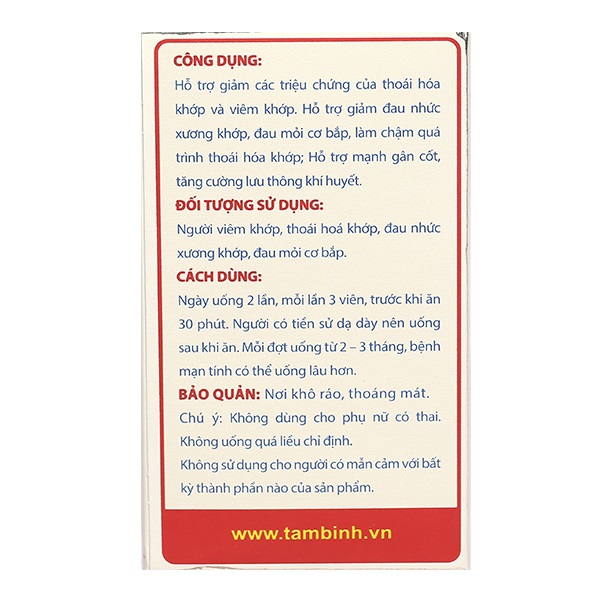 CÔNG DỤNG:
Hỗ trợ giảm các triệu chứng của thoái hóa
khớp và viêm khớp. Hỗ trợ giảm đau nhức
xương khớp, đau mỏi cơ bắp, làm chậm quá
trình thoái hóa khớp; Hỗ trợ mạnh gân cốt,
tăng cường lưu thông khí huyết.
ĐỐI TƯỢNG SỬ DỤNG:
Người viêm khớp, thoái hoá khớp, đau nhức
xương khớp, đau mỏi cơ bắp.
CÁCH DÙNG:
Ngày uống 2 lần, mỗi lần 3 viên, trước khi ăn
30 phút. Người có tiền sử dạ dày nên uống
sau khi ăn. Mỗi đợt uống từ 2 – 3 tháng, bệnh
mạn tính có thể uống lâu hơn.
BẢO QUẢN: Nơi khô ráo, thoáng mát.
Chú ý: Không dùng cho phụ nữ có thai.
Không uống quá liều chỉ định.
Không sử dụng cho người có mẫn cảm với bất
kỳ thành phần nào của sản phẩm.
www.tambinh.vn